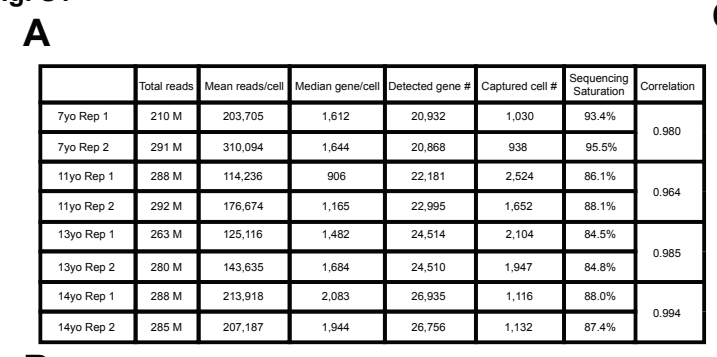 A
Total reads Mean reads/cell Median gene/cell Detected gene # Captured cell # Sequencing Saturation Correlation
7yo Rep 1 210 M 203,705 1,612 20,932 1,030 93.4% 0.980
7yo Rep 2 291 M 310,094 1,644 20,868 938 95.5%
11yo Rep 1 288 M 114,236 906 22,181 2,524 86.1% 0.964
11yo Rep 2 292 M 176,674 1,165 22,995 1,652 88.1%
13yo Rep 1 263 M 125,116 1,482 24,514 2,104 84.5% 0.985
13yo Rep 2 280 M 143,635 1,684 24,510 1,947 84.8%
14yo Rep 1 288 M 213,918 2,083 26,935 1,116 88.0% 0.994
14yo Rep 2 285 M 207,187 1,944 26,756 1,132 87.4%